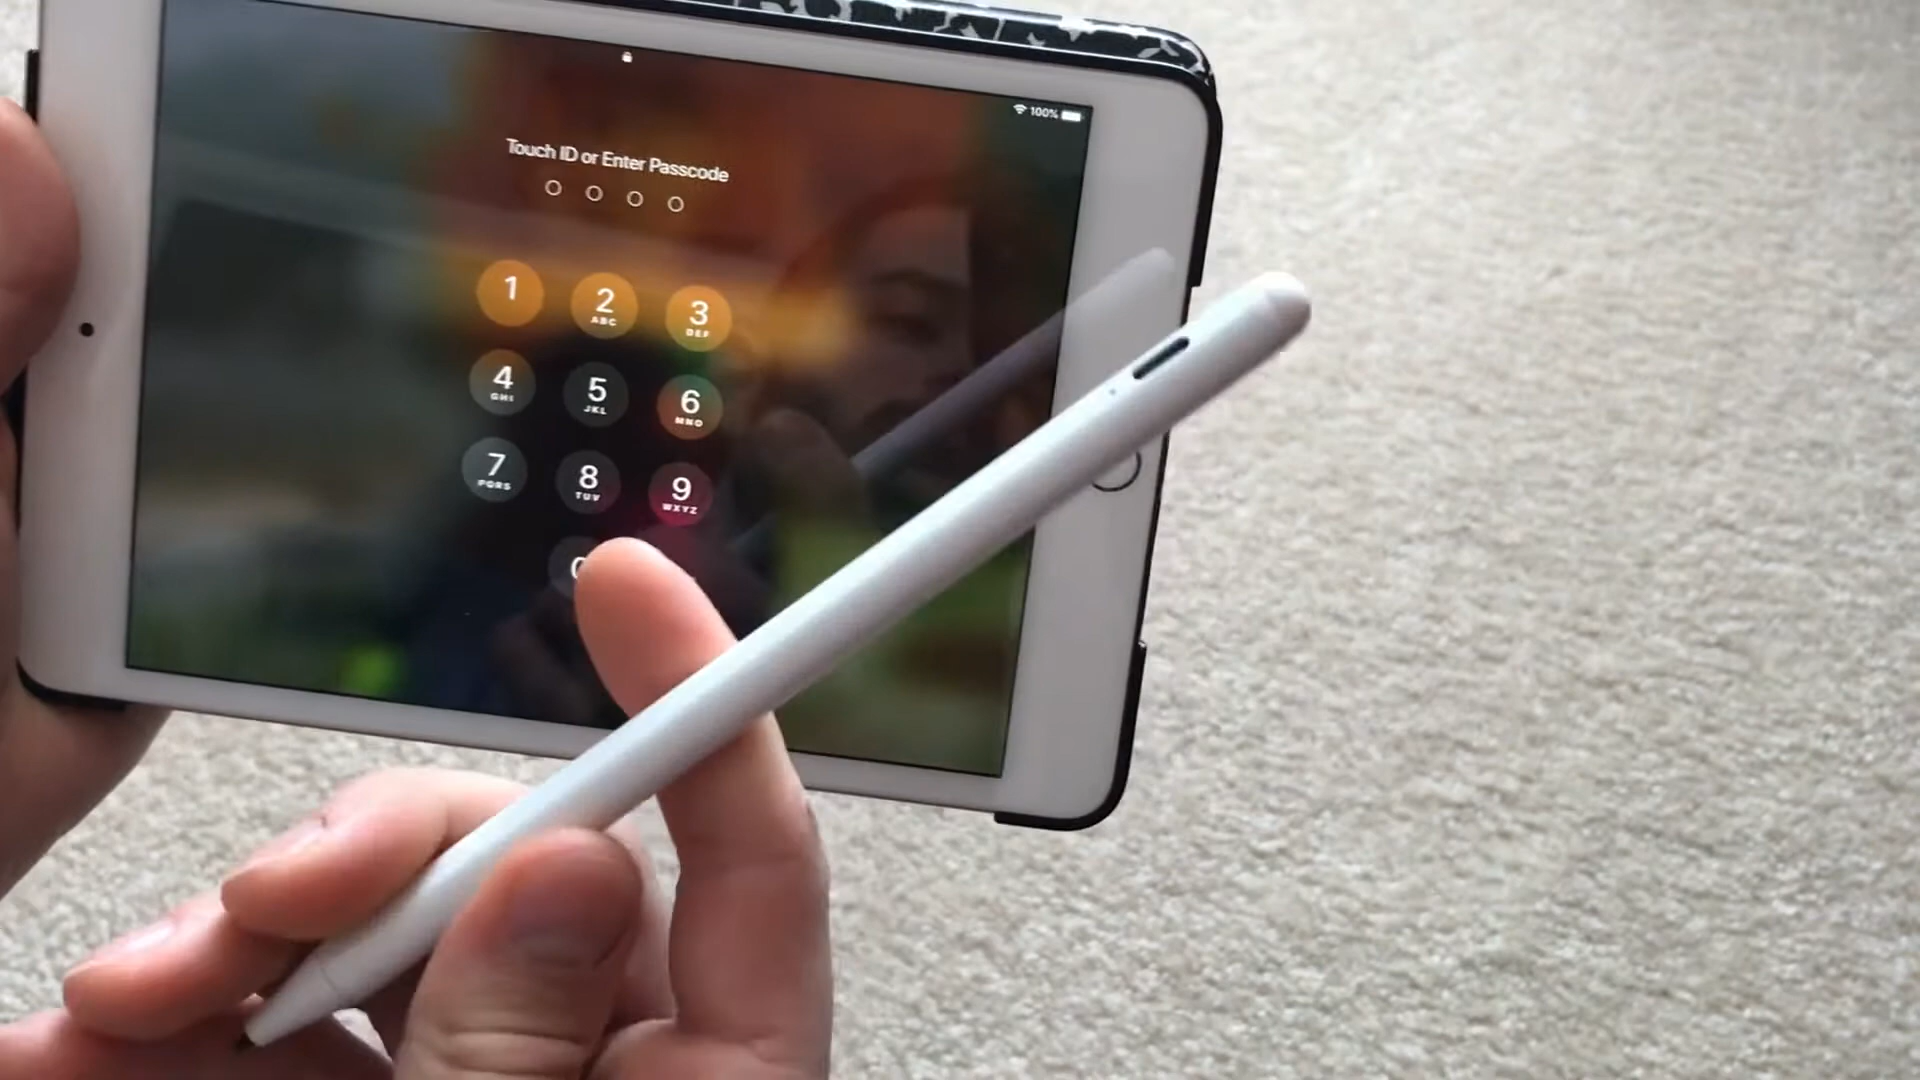 100%
Touch ID or Enter Passcode
1
2
ABC
3
DEF
4
GHI
5
JKL
6
MNO
7
PQRS
8
TUV
9
WXYZ